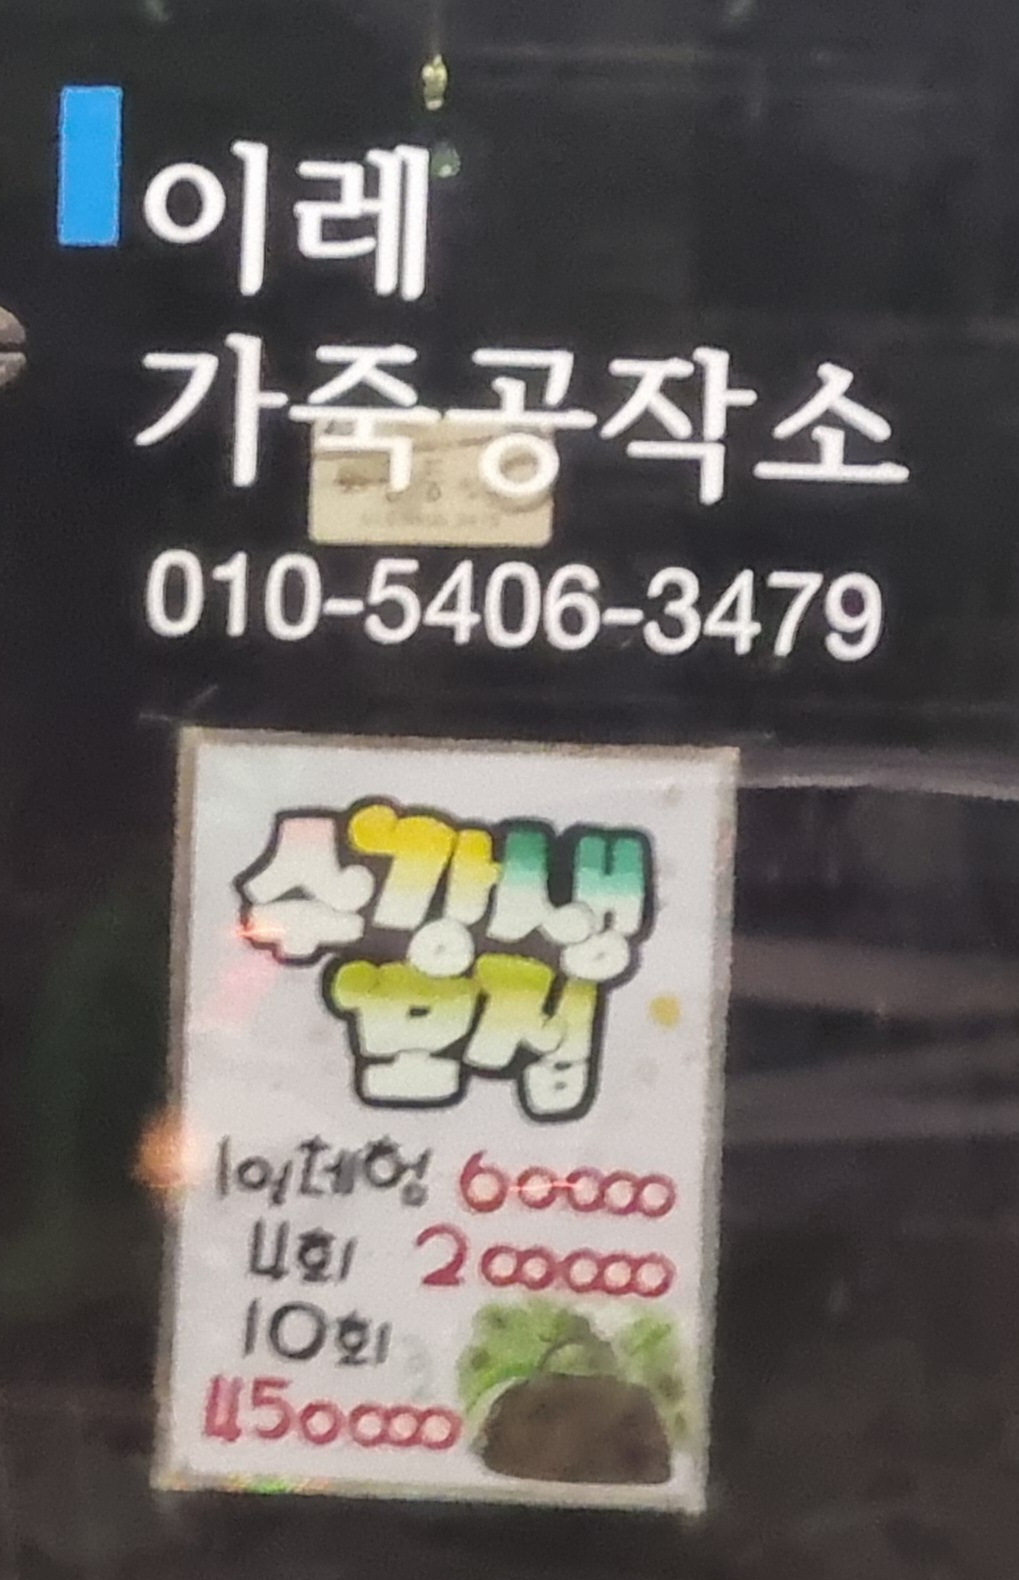 이레
가죽공작소
010-5406-3479
수강생
모집
1일체험 60000
4회 200000
10회
450000